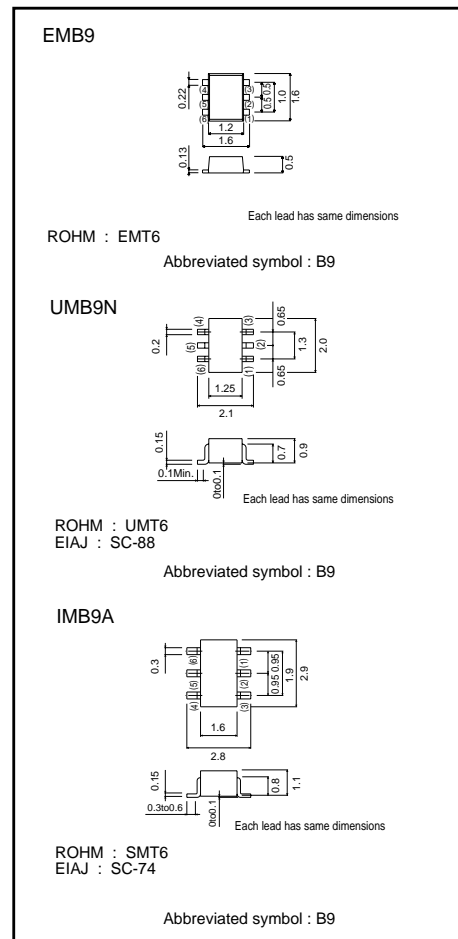 EMB9
0.22
(4)
(3)
(5)
(2)
(6)
(1)
0.5 0.5
1.0
1.6
1.2
1.6
0.13
0.5
Each lead has same dimensions
ROHM : EMT6
Abbreviated symbol : B9
UMB9N
0.2
(4)
(3)
(5)
(2)
(6)
(1)
0.65
1.3
2.0
0.65
1.25
2.1
0.15
0.1Min.
0to0.1
0.7
0.9
Each lead has same dimensions
ROHM : UMT6
EIAJ : SC-88
Abbreviated symbol : B9
IMB9A
0.3
(6)
(1)
(5)
(2)
(4)
(3)
0.95 0.95
1.9
2.9
1.6
2.8
0.15
0.3to0.6
0to0.1
0.8
1.1
Each lead has same dimensions
ROHM : SMT6
EIAJ : SC-74
Abbreviated symbol : B9